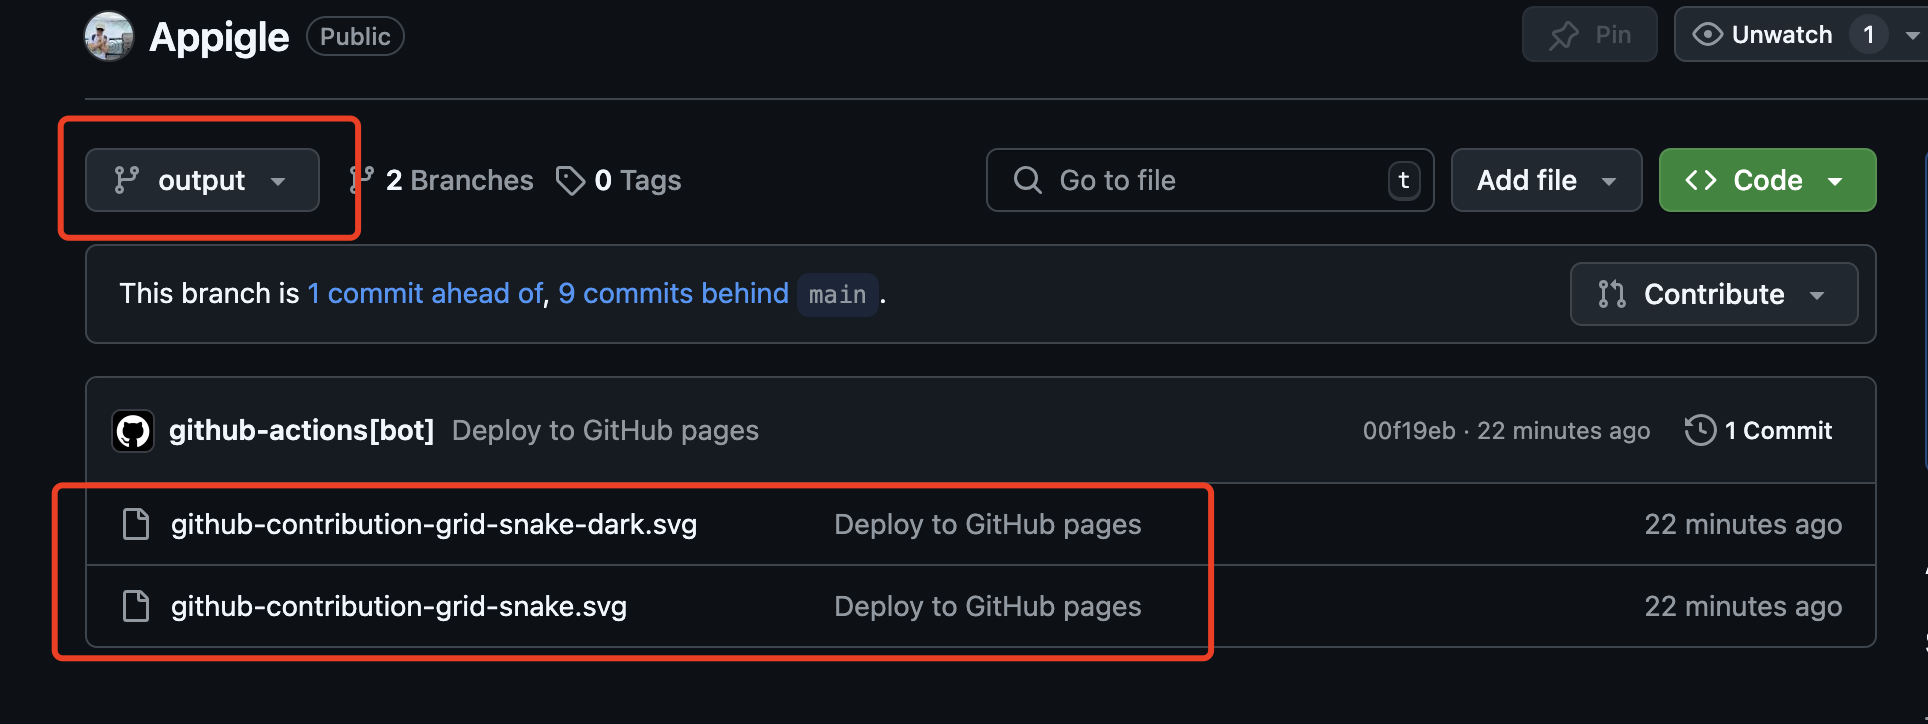 Appigle Public Pin Unwatch 1
output 2 Branches 0 Tags Go to file t Add file Code
This branch is 1 commit ahead of, 9 commits behind main .
Contribute
github-actions[bot] Deploy to GitHub pages 00f19eb · 22 minutes ago 1 Commit
github-contribution-grid-snake-dark.svg Deploy to GitHub pages 22 minutes ago
github-contribution-grid-snake.svg Deploy to GitHub pages 22 minutes ago